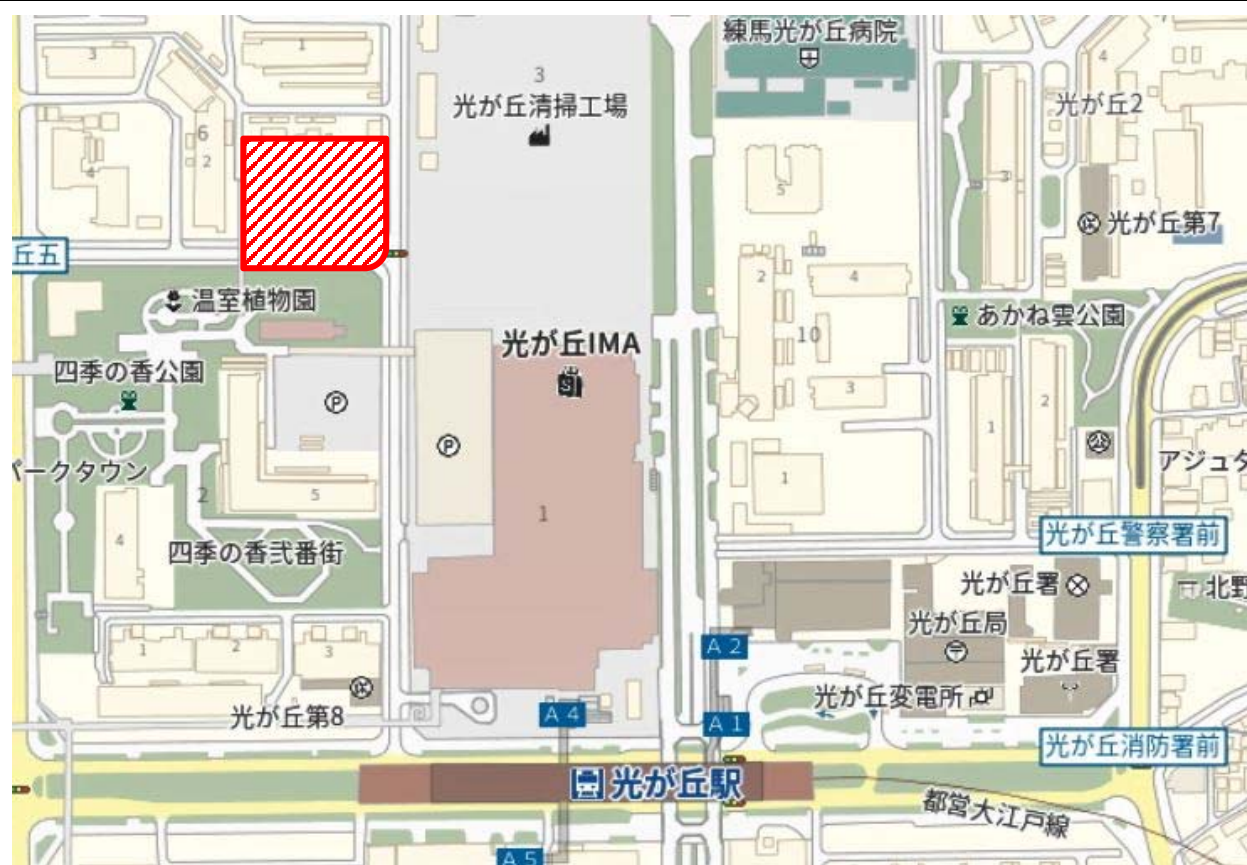 練馬光が丘病院
3
1
3
4
光が丘清掃工場
光が丘2
6
2
4
5
3
光が丘第7
丘五
温室植物園
2
4
あかね雲公園
10
光が丘IMA
四季の香公園
3
P
2
1
P
パークタウン
アジュタ
1
2
5
1
4
光が丘警察署前
四季の香弐番街
光が丘署
北野
光が丘局
1
2
3
A 2
光が丘署
光が丘変電所
光が丘第8
A 4
A 1
光が丘消防署前
光が丘駅
都営大江戸線
A 5